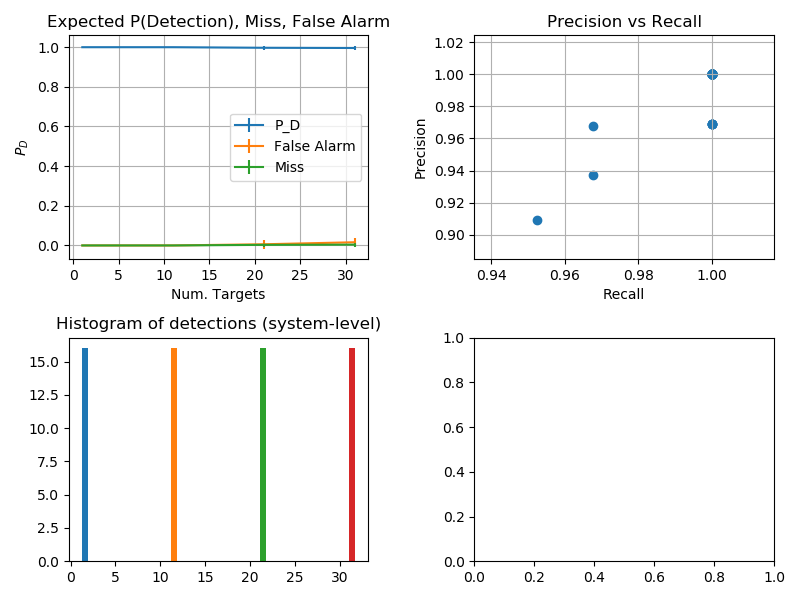 Expected P(Detection), Miss, False Alarm
1.0
0.8
0.6
0.4
0.2
0.0
P_D
P_D
False Alarm
Miss
0 5 10 15 20 25 30
Num. Targets
Precision vs Recall
1.02
1.00
0.98
0.96
0.94
0.92
0.90
Precision
0.94 0.96 0.98 1.00
Recall
Histogram of detections (system-level)
15.0
12.5
10.0
7.5
5.0
2.5
0.0
0 5 10 15 20 25 30
1.0
0.8
0.6
0.4
0.2
0.0
0.0 0.2 0.4 0.6 0.8 1.0